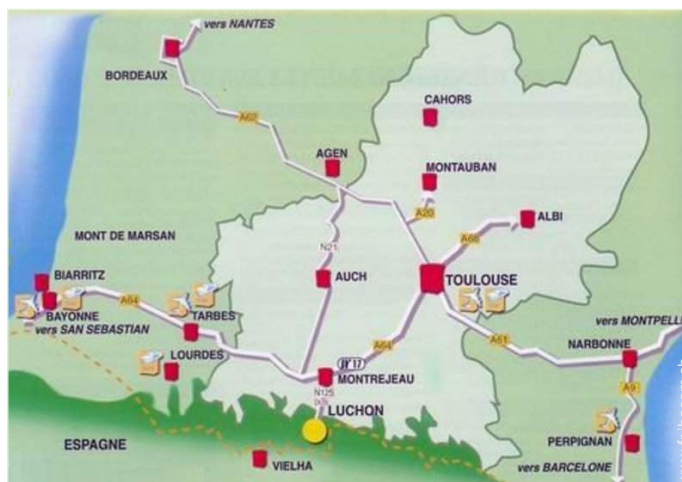 vers NANTES
BORDEAUX
CAHORS
A62
AGEN
MONTAUBAN
A20
ALBI
A68
MONT DE MARSAN
N21
BIARRITZ
AUCH
TOULOUSE
A64
BAYONNE
TARBES
vers SAN SEBASTIAN
vers MONTPELL
A61
A64
NARBONNE
LOURDES
17
MONTREJEAU
A9
N125
LUCHON
ESPAGNE
PERPIGNAN
VIELHA
vers BARCELONE